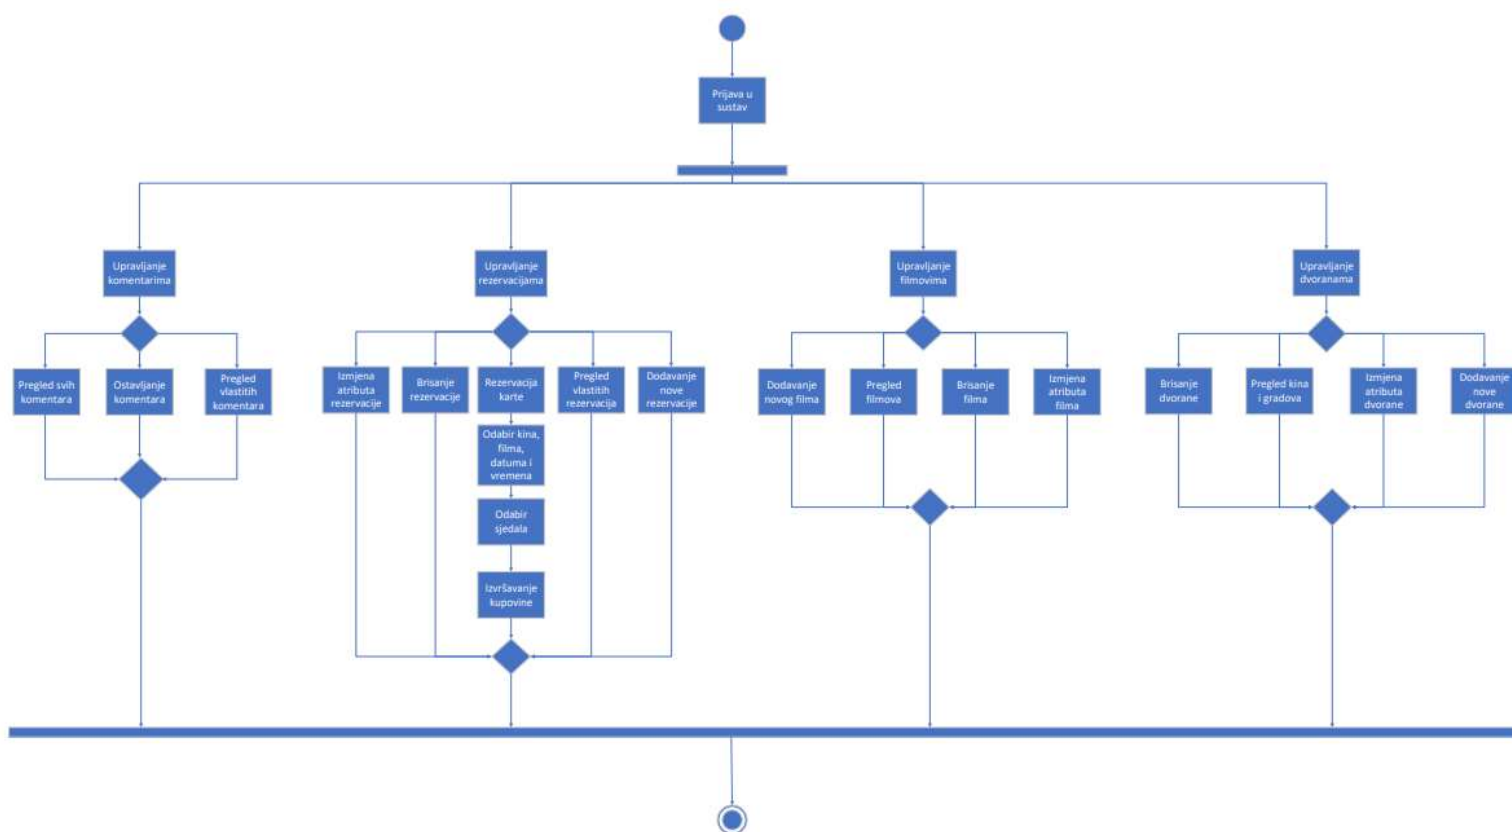 Prijava u
sustav
Upravljanje
komentarima
Upravljanje
rezervacijama
Upravljanje
filmovima
Upravljanje
dvoranama
Pregled svih
komentara
Ostavljanje
komentara
Pregled
vlastitih
komentara
Izmjena
atributa
rezervacije
Brisanje
rezervacije
Rezervacija
karte
Pregled
vlastitih
rezervacija
Dodavanje
nove
rezervacije
Dodavanje
novog filma
Pregled
filmova
Brisanje
filma
Izmjena
atributa
filma
Brisanje
dvorane
Pregled kina
i gradova
Izmjena
atributa
dvorane
Dodavanje
nove
dvorane
Odabir kina,
filma,
datuma i
vremena
Odabir
sjedala
Izvršavanje
kupovine